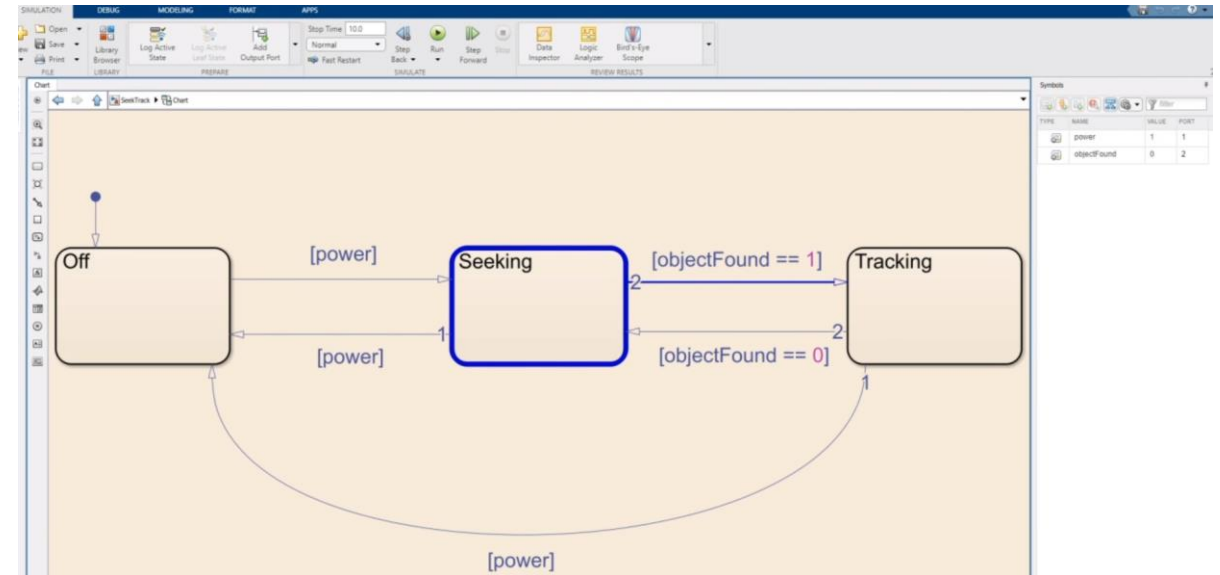 SIMULATION DEBUG MODELING FORMAT APPS
Open
Save
Print
FILE
Library Browser
LIBRARY
Log Active State
Log Active Leaf State
Add Output Port
PREPARE
Stop Time 10.0
Normal
Fast Restart
Step Back
Run
Step Forward
Stop
SIMULATE
Data Inspector
Logic Analyzer
Bird's-Eye Scope
REVIEW RESULTS
Chart
SeekTrack Chart
Off
[power]
Seeking
[objectFound == 1]
Tracking
2
1
[power]
2
[objectFound == 0]
1
[power]
Symbols
filter
TYPE NAME VALUE PORT
power 1 1
objectFound 0 2